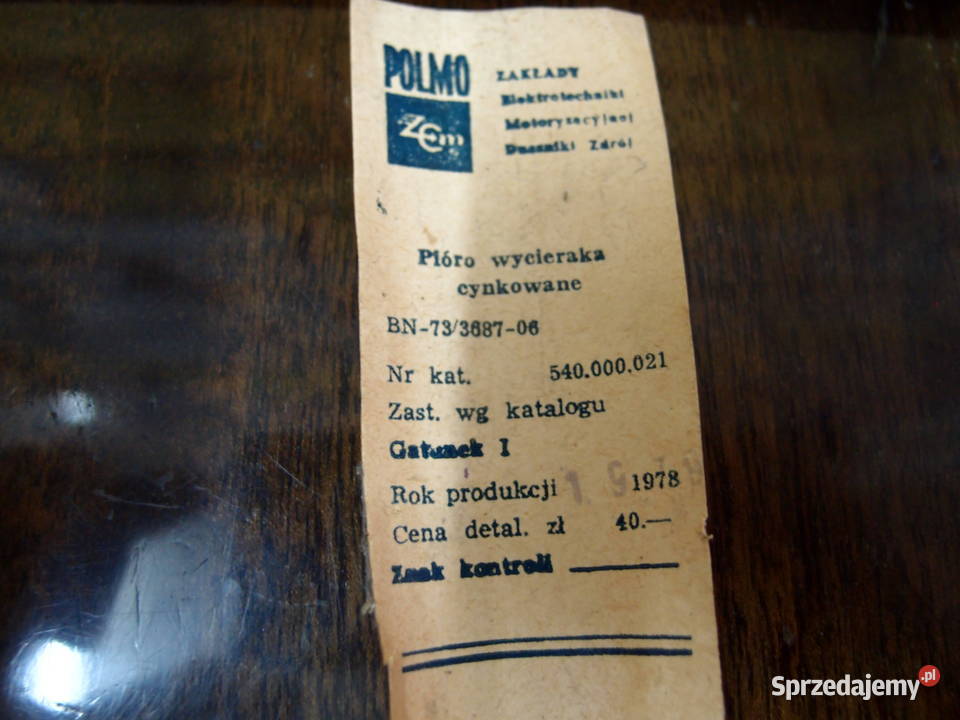 POLMO
ZEm
ZAKŁADY
Elektrotechniki
Motoryzacyjnej
Duszniki Zdrój
Pióro wycieraka
cynkowane
BN-73/3687-06
Nr kat. 540.000.021
Zast. wg katalogu
Gatunek I
Rok produkcji 1978
Cena detal. zł 40.—
Znak kontroli
Sprzedajemy.pl